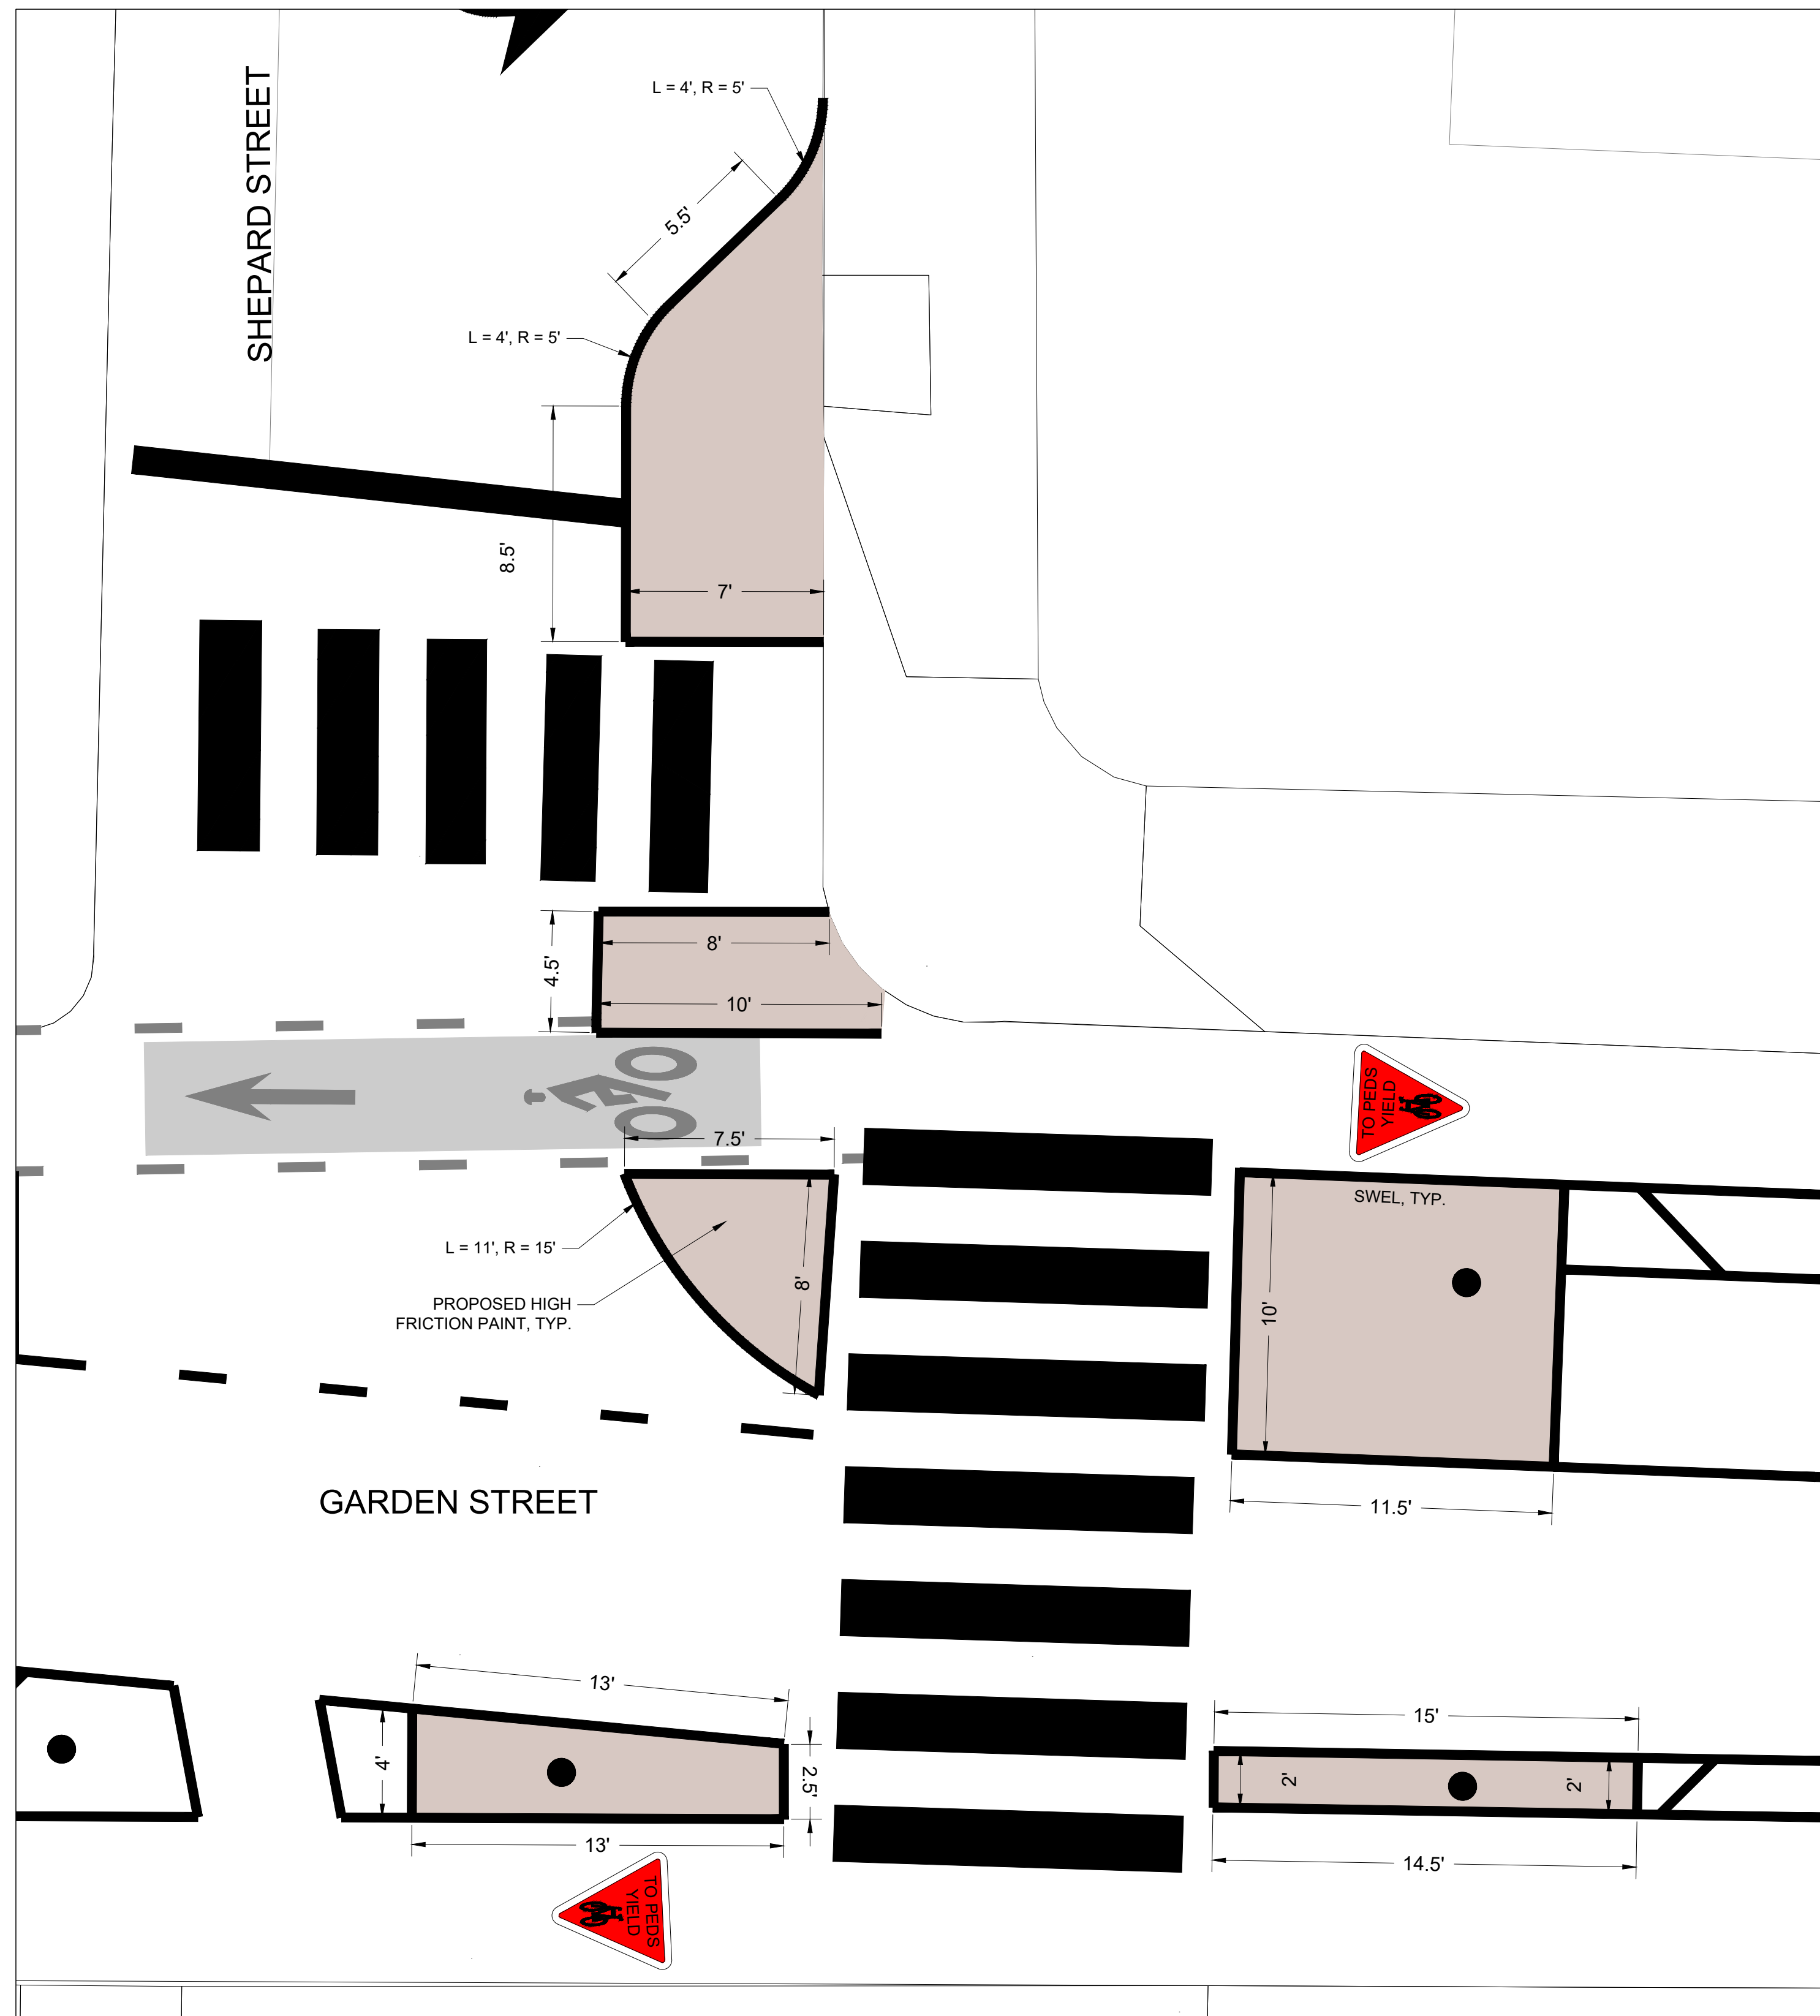 SHEPARD STREET
L = 4', R = 5'
5.5'
L = 4', R = 5'
8.5'
7'
8'
4.5'
10'
TO PEDS
YIELD
7.5'
SWEL, TYP.
L = 11', R = 15'
8'
PROPOSED HIGH
FRICTION PAINT, TYP.
10'
GARDEN STREET
11.5'
13'
15'
4'
2.5'
2'
2'
13'
14.5'
TO PEDS
YIELD